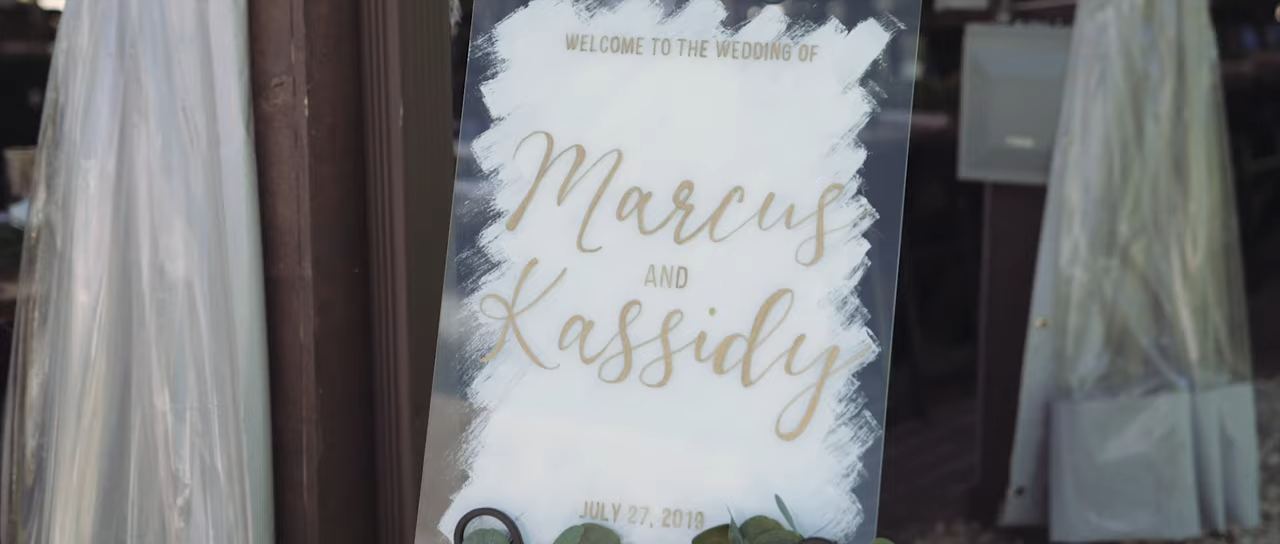 WELCOME TO THE WEDDING OF
Marcus
AND
Kassidy
JULY 27, 2019